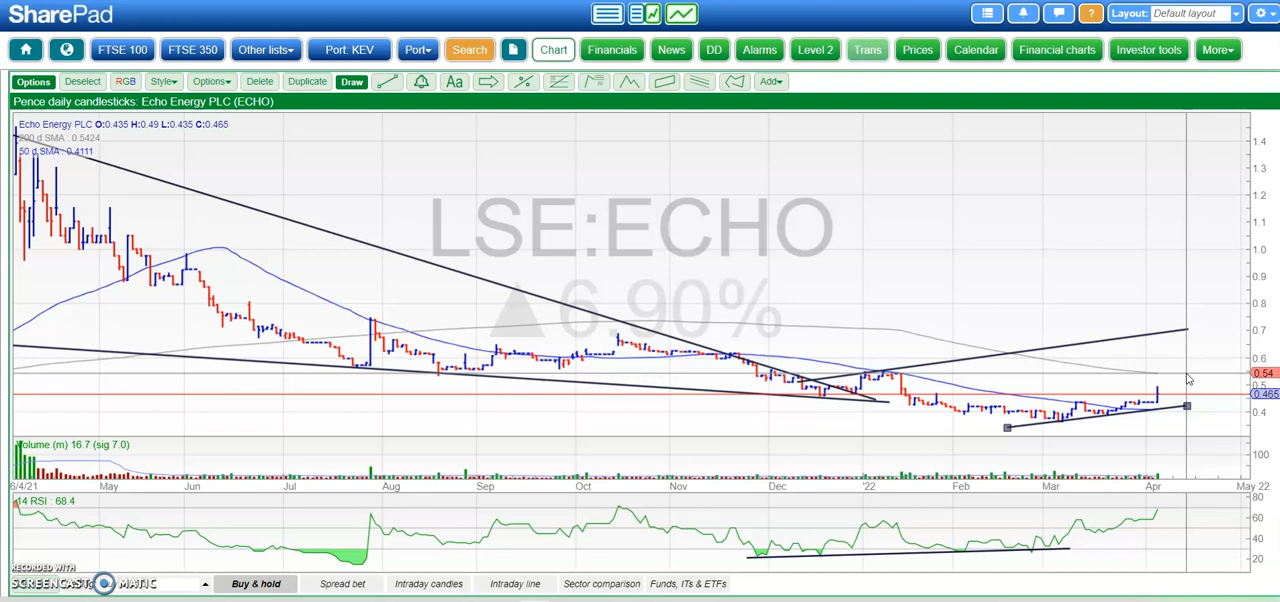 SharePad
Layout: Default layout
FTSE 100 FTSE 350 Other lists Port: KEV Port Search Chart Financials News DD Alarms Level 2 Trans Prices Calendar Financial charts Investor tools More
Options Deselect RGB Style Options Delete Duplicate Draw Aa Add
Pence daily candlesticks: Echo Energy PLC (ECHO)
Echo Energy PLC O:0.435 H:0.49 L:0.435 C:0.465
200 d SMA : 0.5424
50 d SMA : 0.4111
LSE:ECHO
▲6.90%
1.4
1.3
1.2
1.1
1.0
0.9
0.8
0.7
0.6
0.54
0.5
0.465
0.4
Volume (m) 16.7 (sig 7.0)
100
6/4/21 May Jun Jul Aug Sep Oct Nov Dec '22 Feb Mar Apr May 22
14 RSI : 68.4
80
60
40
20
RECORDED WITH
SCREENCAST MATIC
Buy & hold Spread bet Intraday candles Intraday line Sector comparison Funds, ITs & ETFs